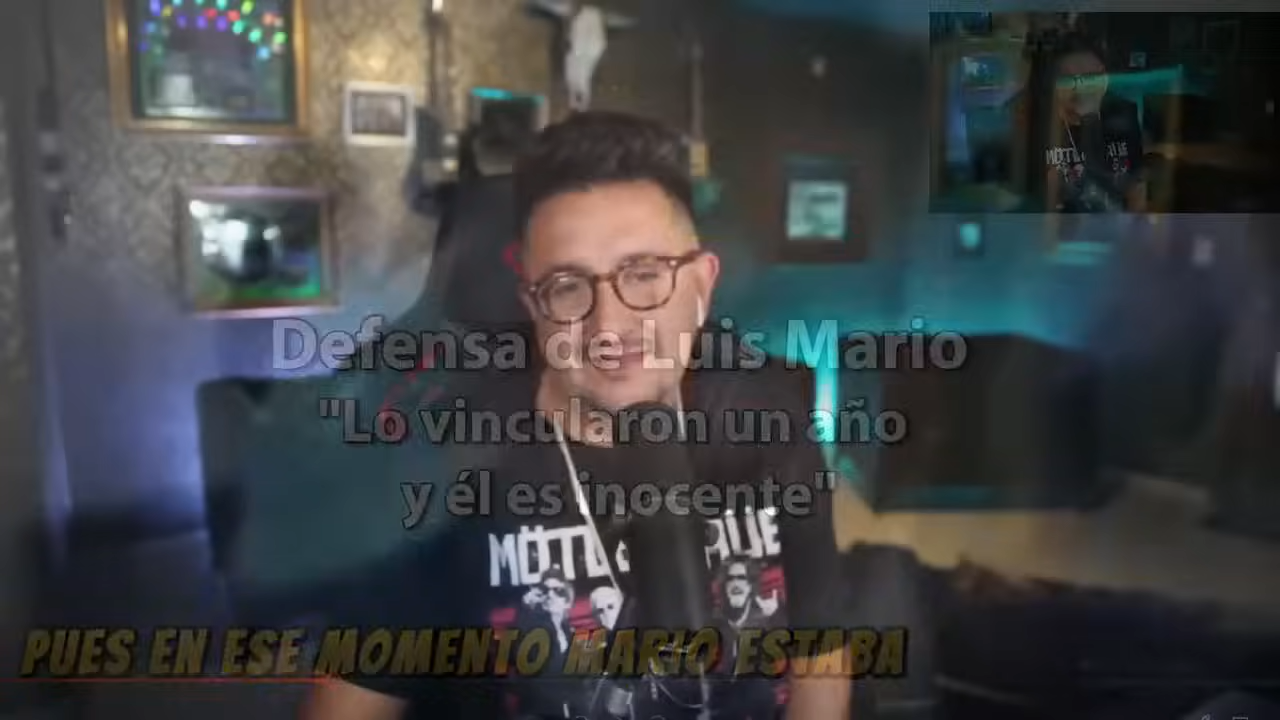 Defensa de Luis Mario
"Lo vincularon un año
y él es inocente"
PUES EN ESE MOMENTO MARIO ESTABA